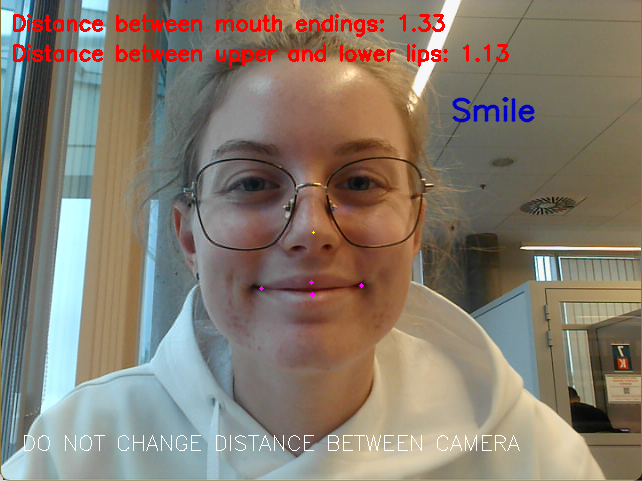 Distance between mouth endings: 1.33
Distance between upper and lower lips: 1.13
Smile
7
K
DO NOT CHANGE DISTANCE BETWEEN CAMERA